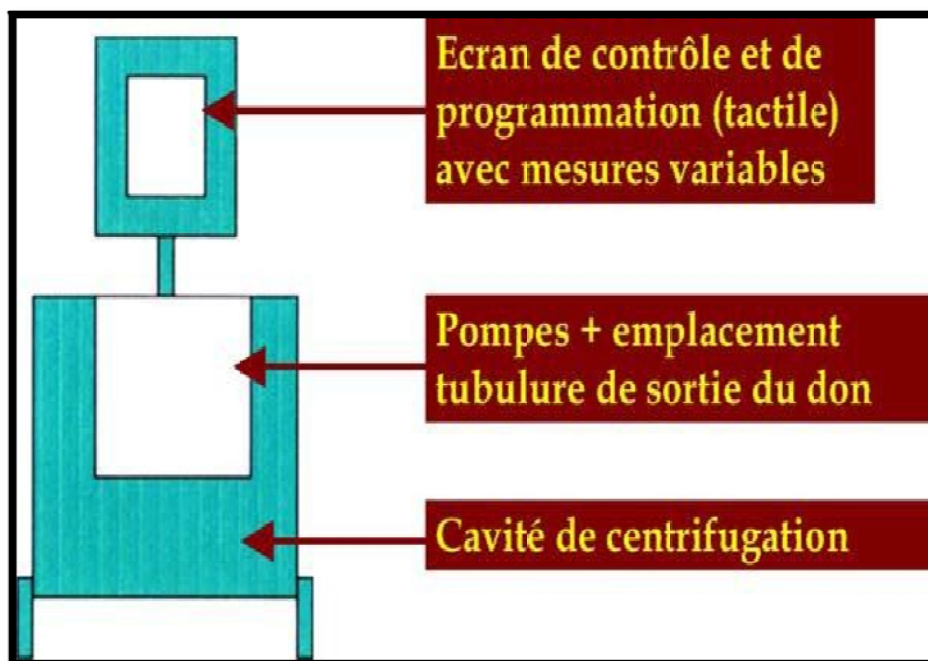 Ecran de contrôle et de
programmation (tactile)
avec mesures variables
Pompes + emplacement
tubulure de sortie du don
Cavité de centrifugation